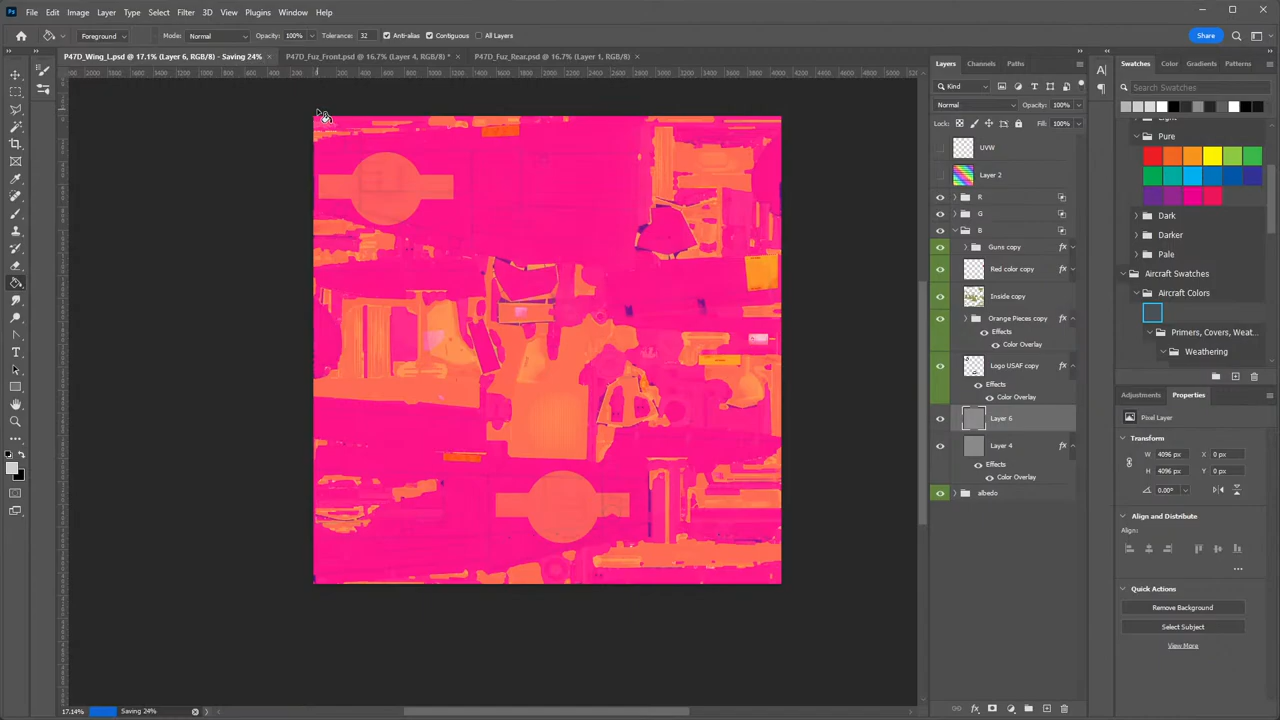 Ps File Edit Image Layer Type Select Filter 3D View Plugins Window Help
Foreground Mode: Normal Opacity: 100% Tolerance: 32 Anti-alias Contiguous All Layers Share
P47D_Wing_L.psd @ 17.1% (Layer 6, RGB/8) - Saving 24% × P47D_Fuz_Front.psd @ 16.7% (Layer 4, RGB/8) * × P47D_Fuz_Rear.psd @ 16.7% (Layer 1, RGB/8) ×
Layers Channels Paths
Kind
Normal Opacity: 100%
Lock: Fill: 100%
UVW
Layer 2
R
G
B
Guns copy fx
Red color copy fx
Inside copy
Orange Pieces copy fx
Effects
Color Overlay
Logo USAF copy fx
Effects
Color Overlay
Layer 6
Layer 4 fx
Effects
Color Overlay
albedo
Swatches Color Gradients Patterns
Search Swatches
Pure
Dark
Darker
Pale
Aircraft Swatches
Aircraft Colors
Primers, Covers, Weat...
Weathering
Adjustments Properties
Pixel Layer
Transform
W 4096 px X 0 px
H 4096 px Y 0 px
0.00°
Align and Distribute
Align:
Quick Actions
Remove Background
Select Subject
View More
17.14% Saving 24%